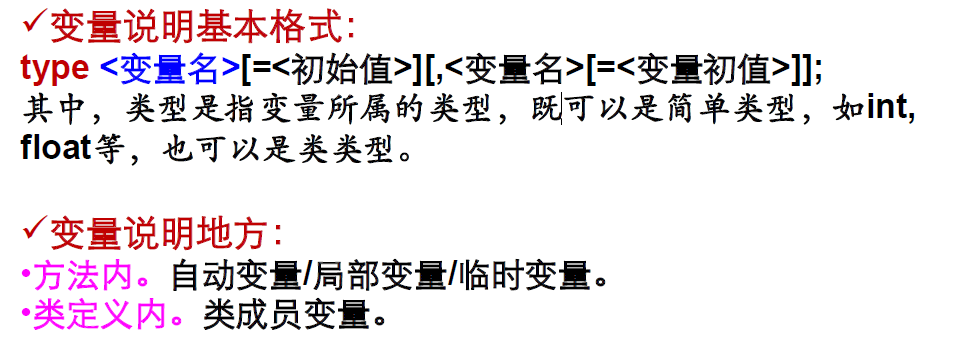 ✓变量说明基本格式:
type <变量名>[=<初始值>][,<变量名>[=<变量初值>]];
其中，类型是指变量所属的类型，既可以是简单类型，如int,
float等，也可以是类类型。
✓变量说明地方:
•方法内。自动变量/局部变量/临时变量。
•类定义内。类成员变量。